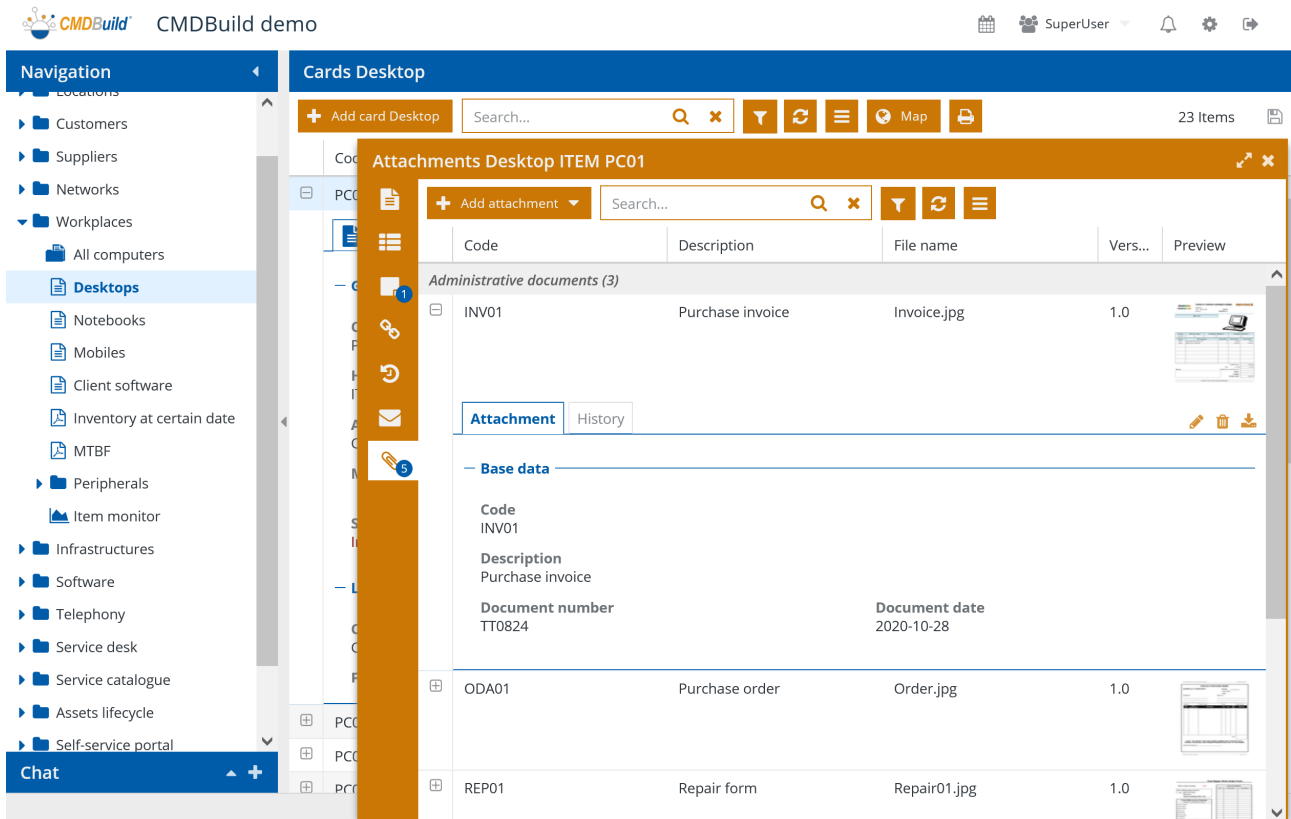 CMDBuild CMDBuild demo
SuperUser
Navigation
Locations
Customers
Suppliers
Networks
Workplaces
All computers
Desktops
Notebooks
Mobiles
Client software
Inventory at certain date
MTBF
Peripherals
Item monitor
Infrastructures
Software
Telephony
Service desk
Service catalogue
Assets lifecycle
Self-service portal
Chat
Cards Desktop
Add card Desktop Search... Map 23 Items
Attachments Desktop ITEM PC01
Add attachment Search...
Code Description File name Vers... Preview
Administrative documents (3)
INV01 Purchase invoice Invoice.jpg 1.0
1
5
Attachment History
Base data
Code
INV01
Description
Purchase invoice
Document number Document date
TT0824 2020-10-28
ODA01 Purchase order Order.jpg 1.0
REP01 Repair form Repair01.jpg 1.0